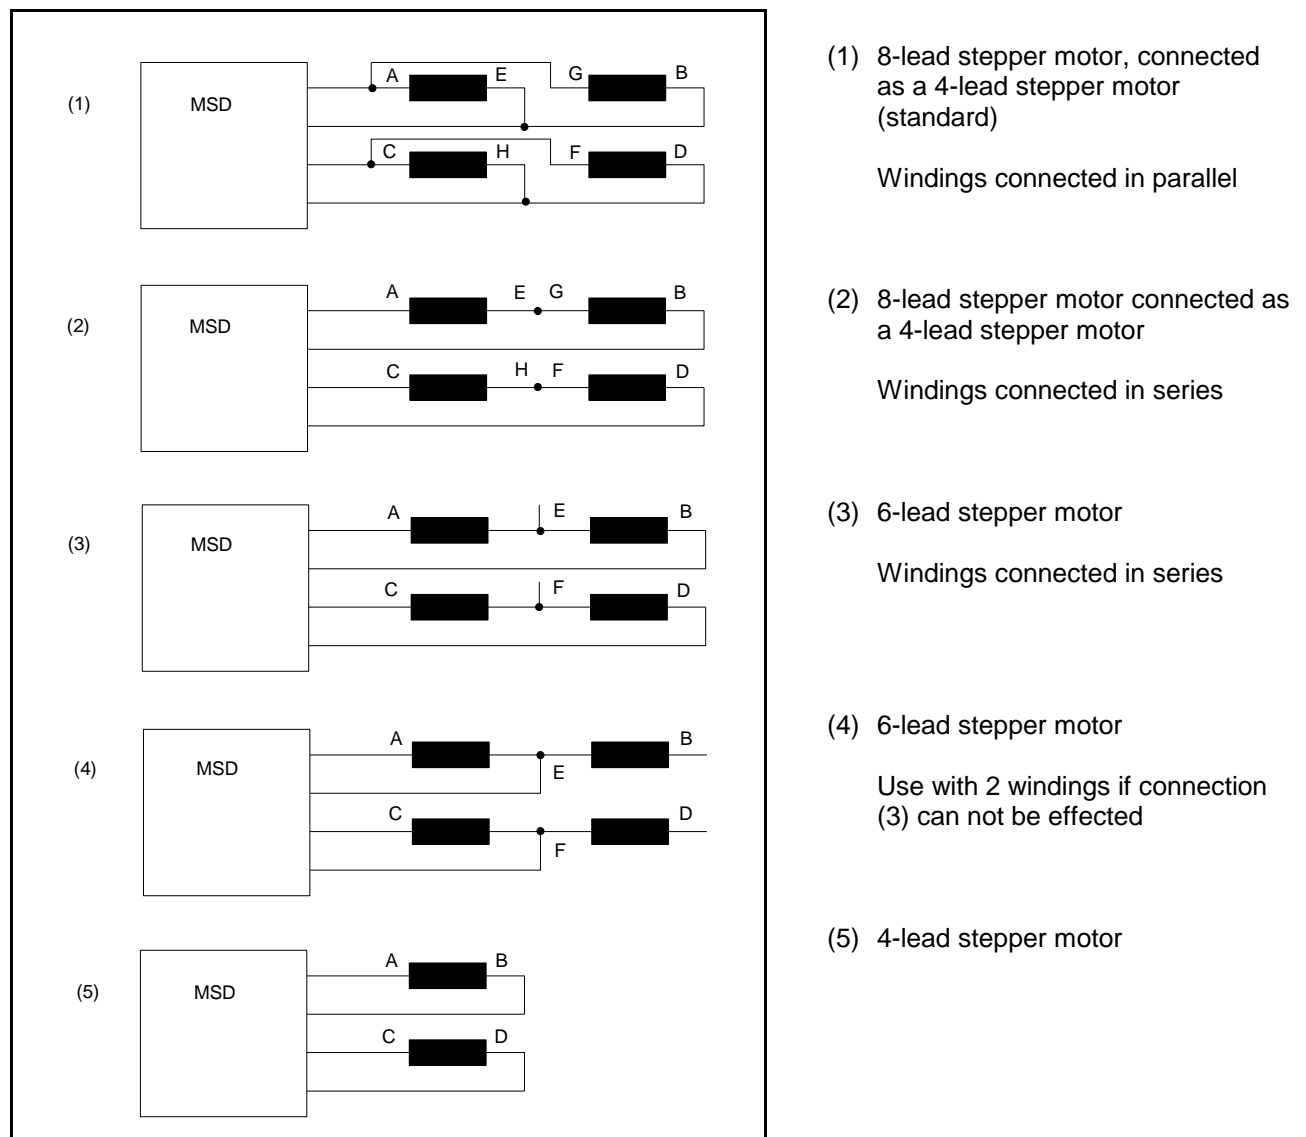 (1) MSD A E G B
C H F D
(1) 8-lead stepper motor, connected
as a 4-lead stepper motor
(standard)
Windings connected in parallel
(2) MSD A E G B
C H F D
(2) 8-lead stepper motor connected as
a 4-lead stepper motor
Windings connected in series
(3) MSD A E B
C F D
(3) 6-lead stepper motor
Windings connected in series
(4) MSD A E B
C F D
(4) 6-lead stepper motor
Use with 2 windings if connection
(3) can not be effected
(5) MSD A B
C D
(5) 4-lead stepper motor